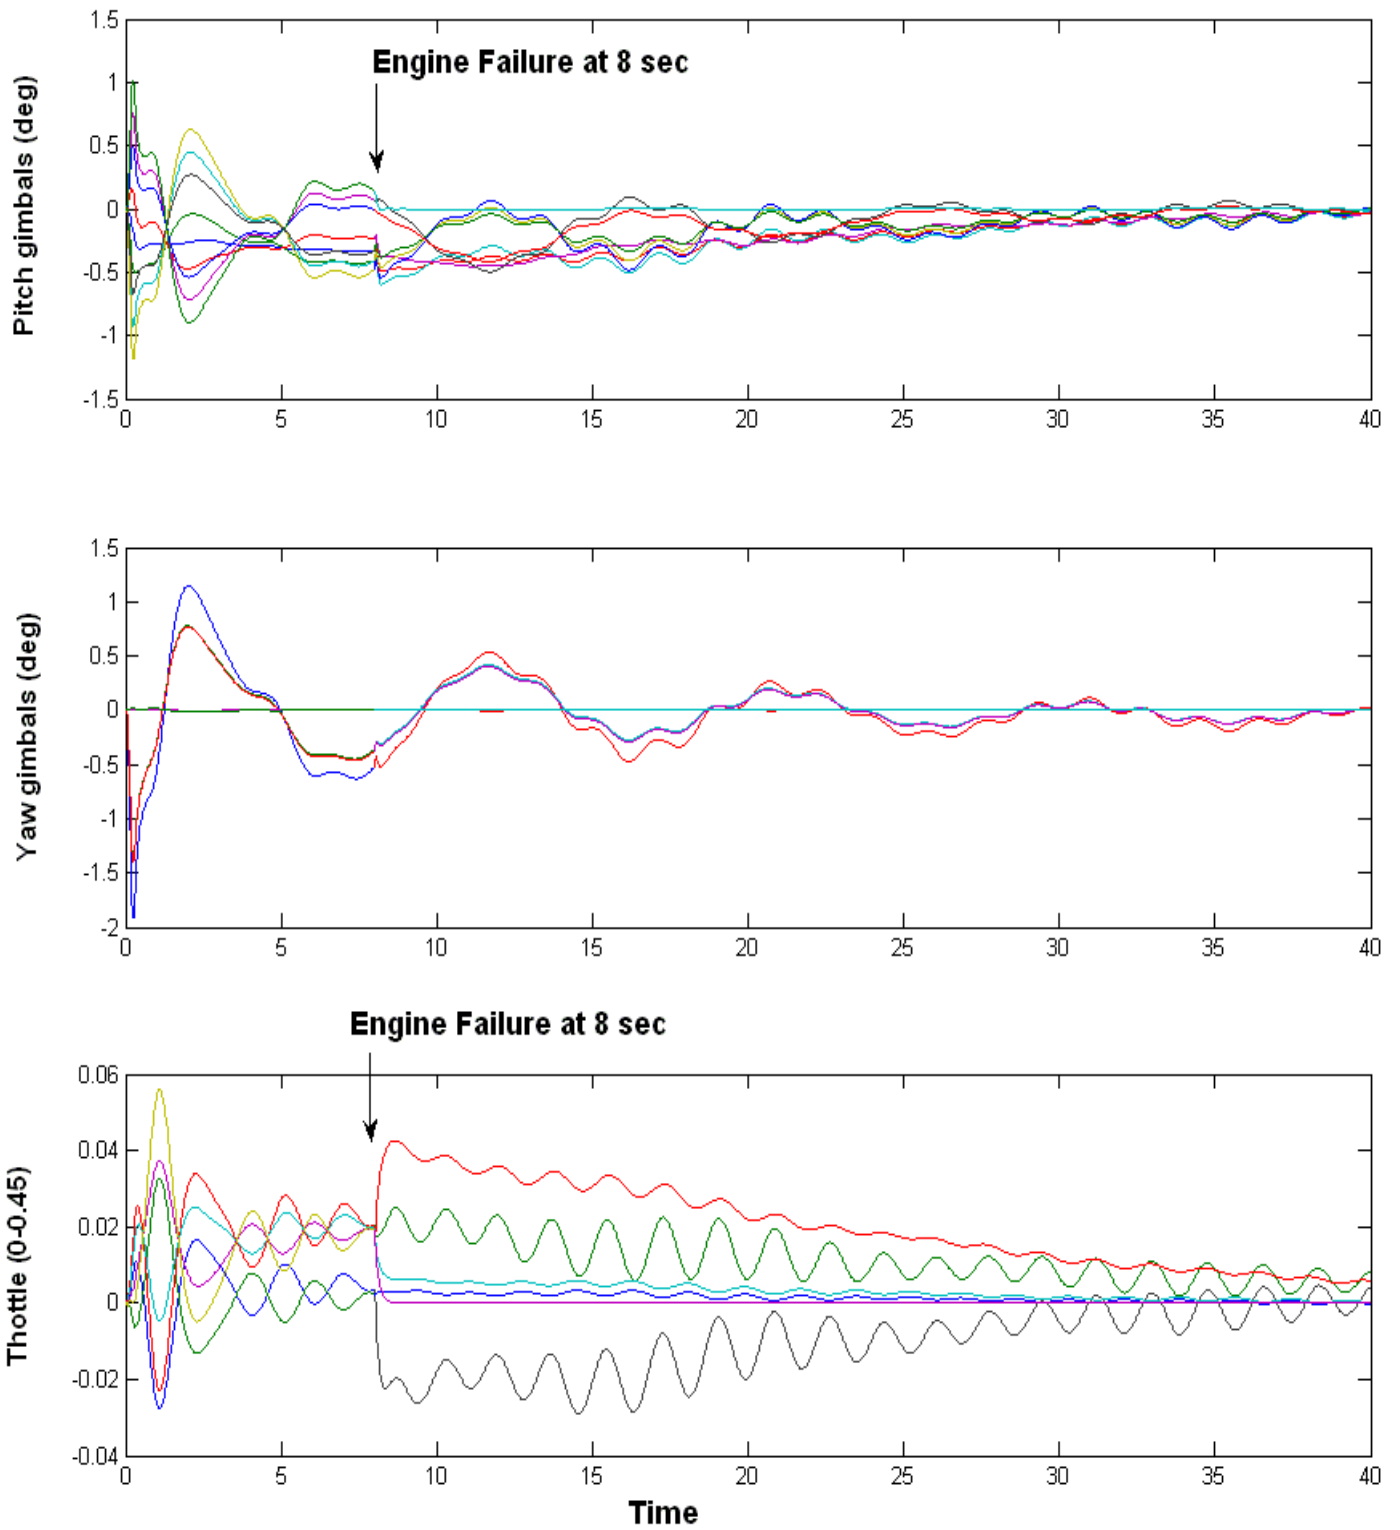 Engine Failure at 8 sec
Pitch gimbals (deg)
1.5
1
0.5
0
-0.5
-1
-1.5
0 5 10 15 20 25 30 35 40
Yaw gimbals (deg)
1.5
1
0.5
0
-0.5
-1
-1.5
-2
0 5 10 15 20 25 30 35 40
Engine Failure at 8 sec
Thottle (0-0.45)
0.06
0.04
0.02
0
-0.02
-0.04
0 5 10 15 20 25 30 35 40
Time